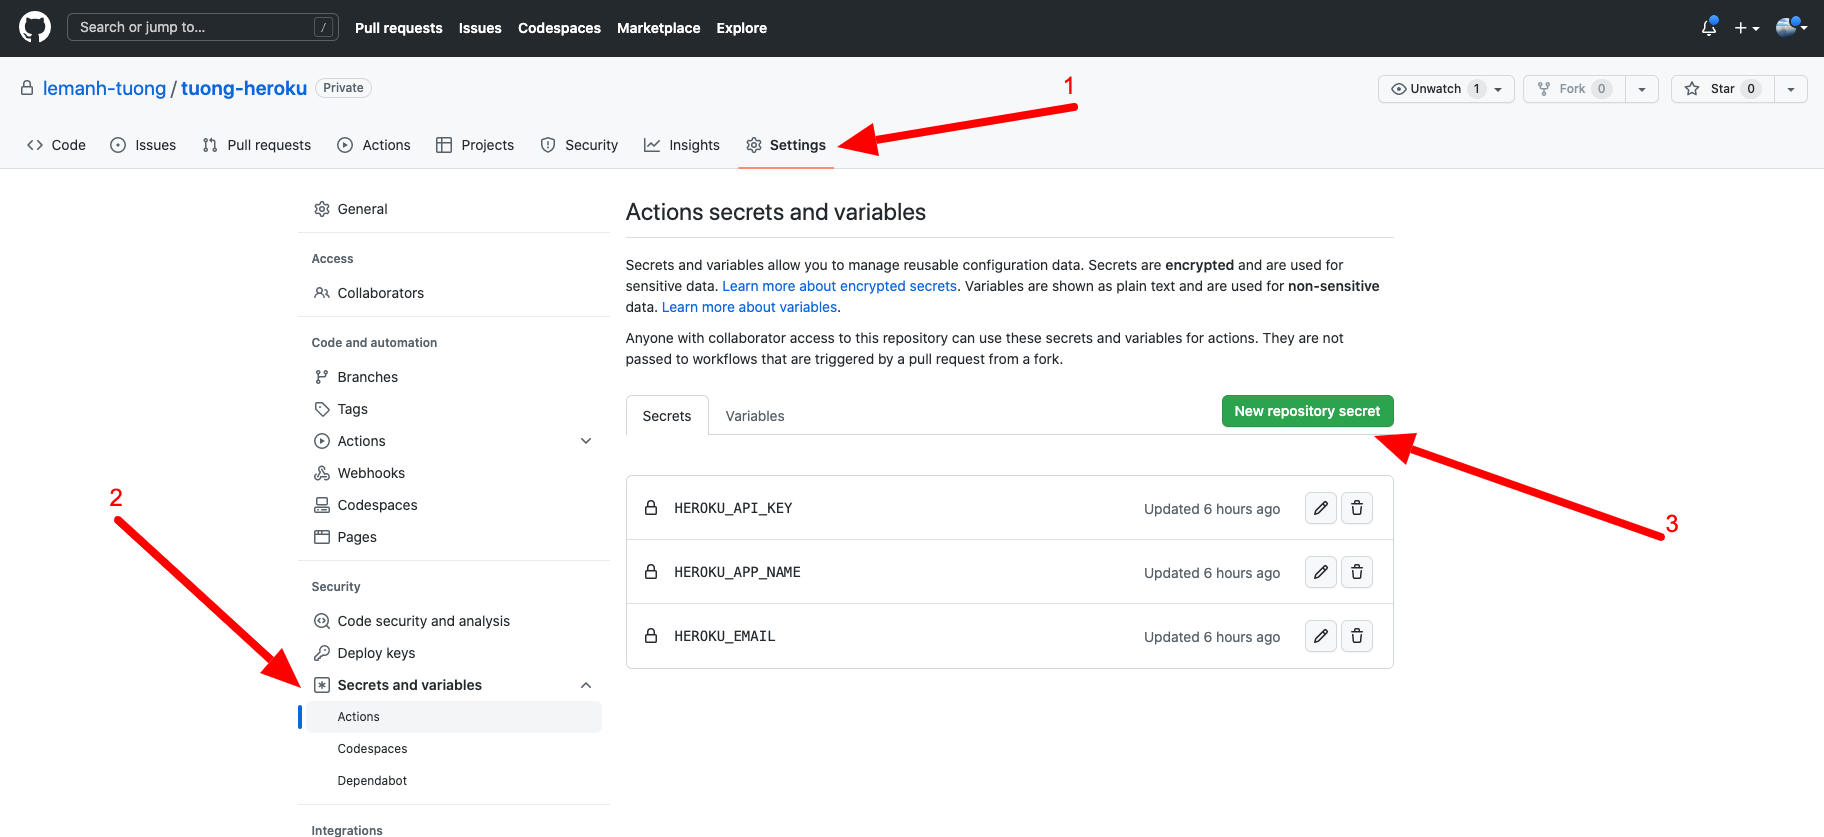 Search or jump to... /
Pull requests Issues Codespaces Marketplace Explore
lemanh-tuong / tuong-heroku Private
1
Unwatch 1 Fork 0 Star 0
Code Issues Pull requests Actions Projects Security Insights Settings
General
Access
Collaborators
Code and automation
Branches
Tags
Actions
Webhooks
Codespaces
Pages
2
Security
Code security and analysis
Deploy keys
Secrets and variables
Actions
Codespaces
Dependabot
Integrations
Actions secrets and variables
Secrets and variables allow you to manage reusable configuration data. Secrets are encrypted and are used for
sensitive data. Learn more about encrypted secrets. Variables are shown as plain text and are used for non-sensitive
data. Learn more about variables.
Anyone with collaborator access to this repository can use these secrets and variables for actions. They are not
passed to workflows that are triggered by a pull request from a fork.
Secrets Variables New repository secret
3
HEROKU_API_KEY Updated 6 hours ago
HEROKU_APP_NAME Updated 6 hours ago
HEROKU_EMAIL Updated 6 hours ago